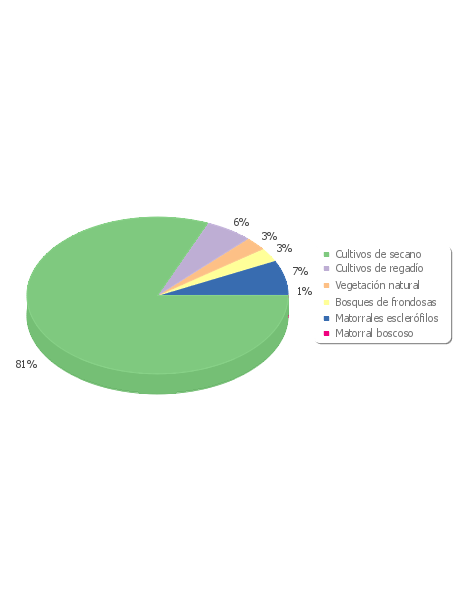 6%
3%
3%
7%
1%
81%
Cultivos de secano
Cultivos de regadío
Vegetación natural
Bosques de frondosas
Matorrales esclerófilos
Matorral boscoso